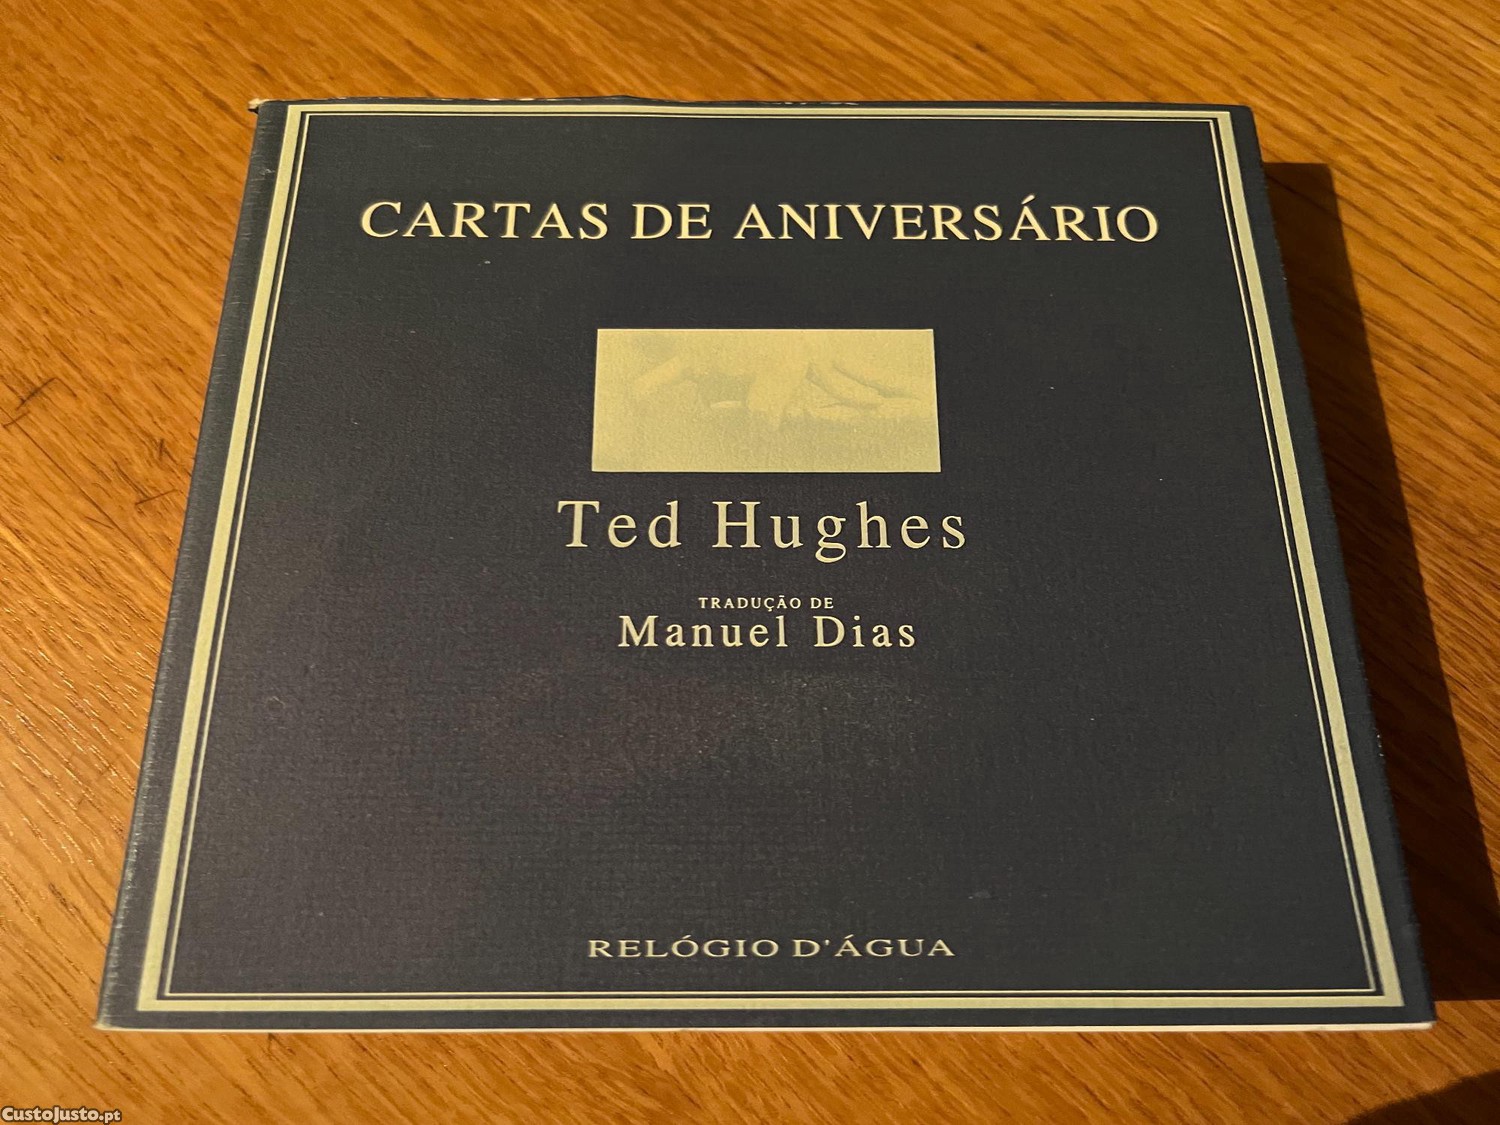 CARTAS DE ANIVERSÁRIO
Ted Hughes
TRADUÇÃO DE
Manuel Dias
RELÓGIO D'ÁGUA
CustoJusto.pt